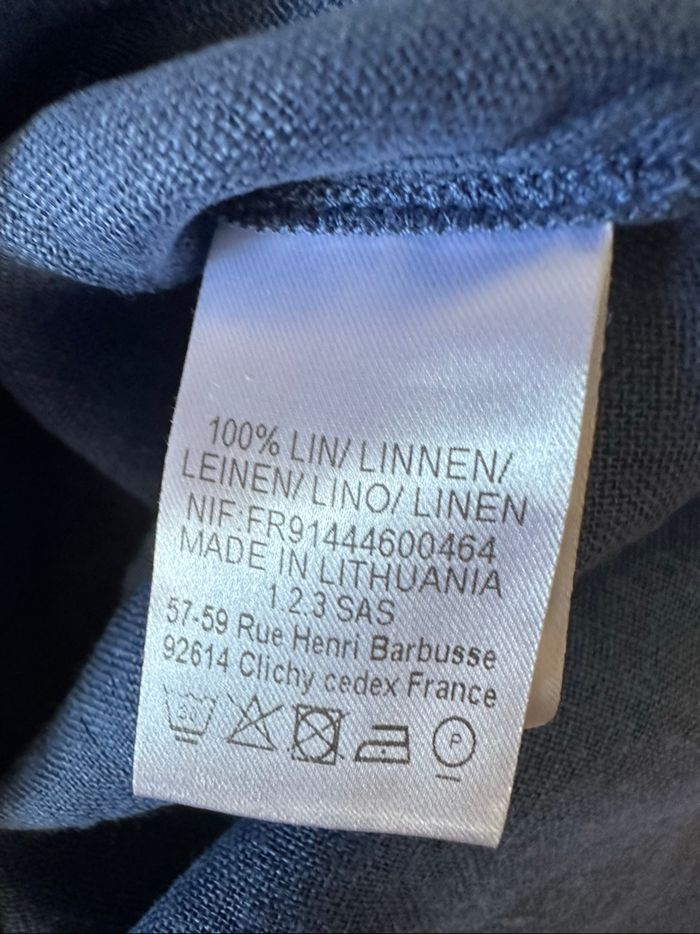 100% LIN/ LINNEN/
LEINEN/ LINO/ LINEN
NIF:FR91444600464
MADE IN LITHUANIA
1.2.3 SAS
57-59 Rue Henri Barbusse
92614 Clichy cedex France
30
P